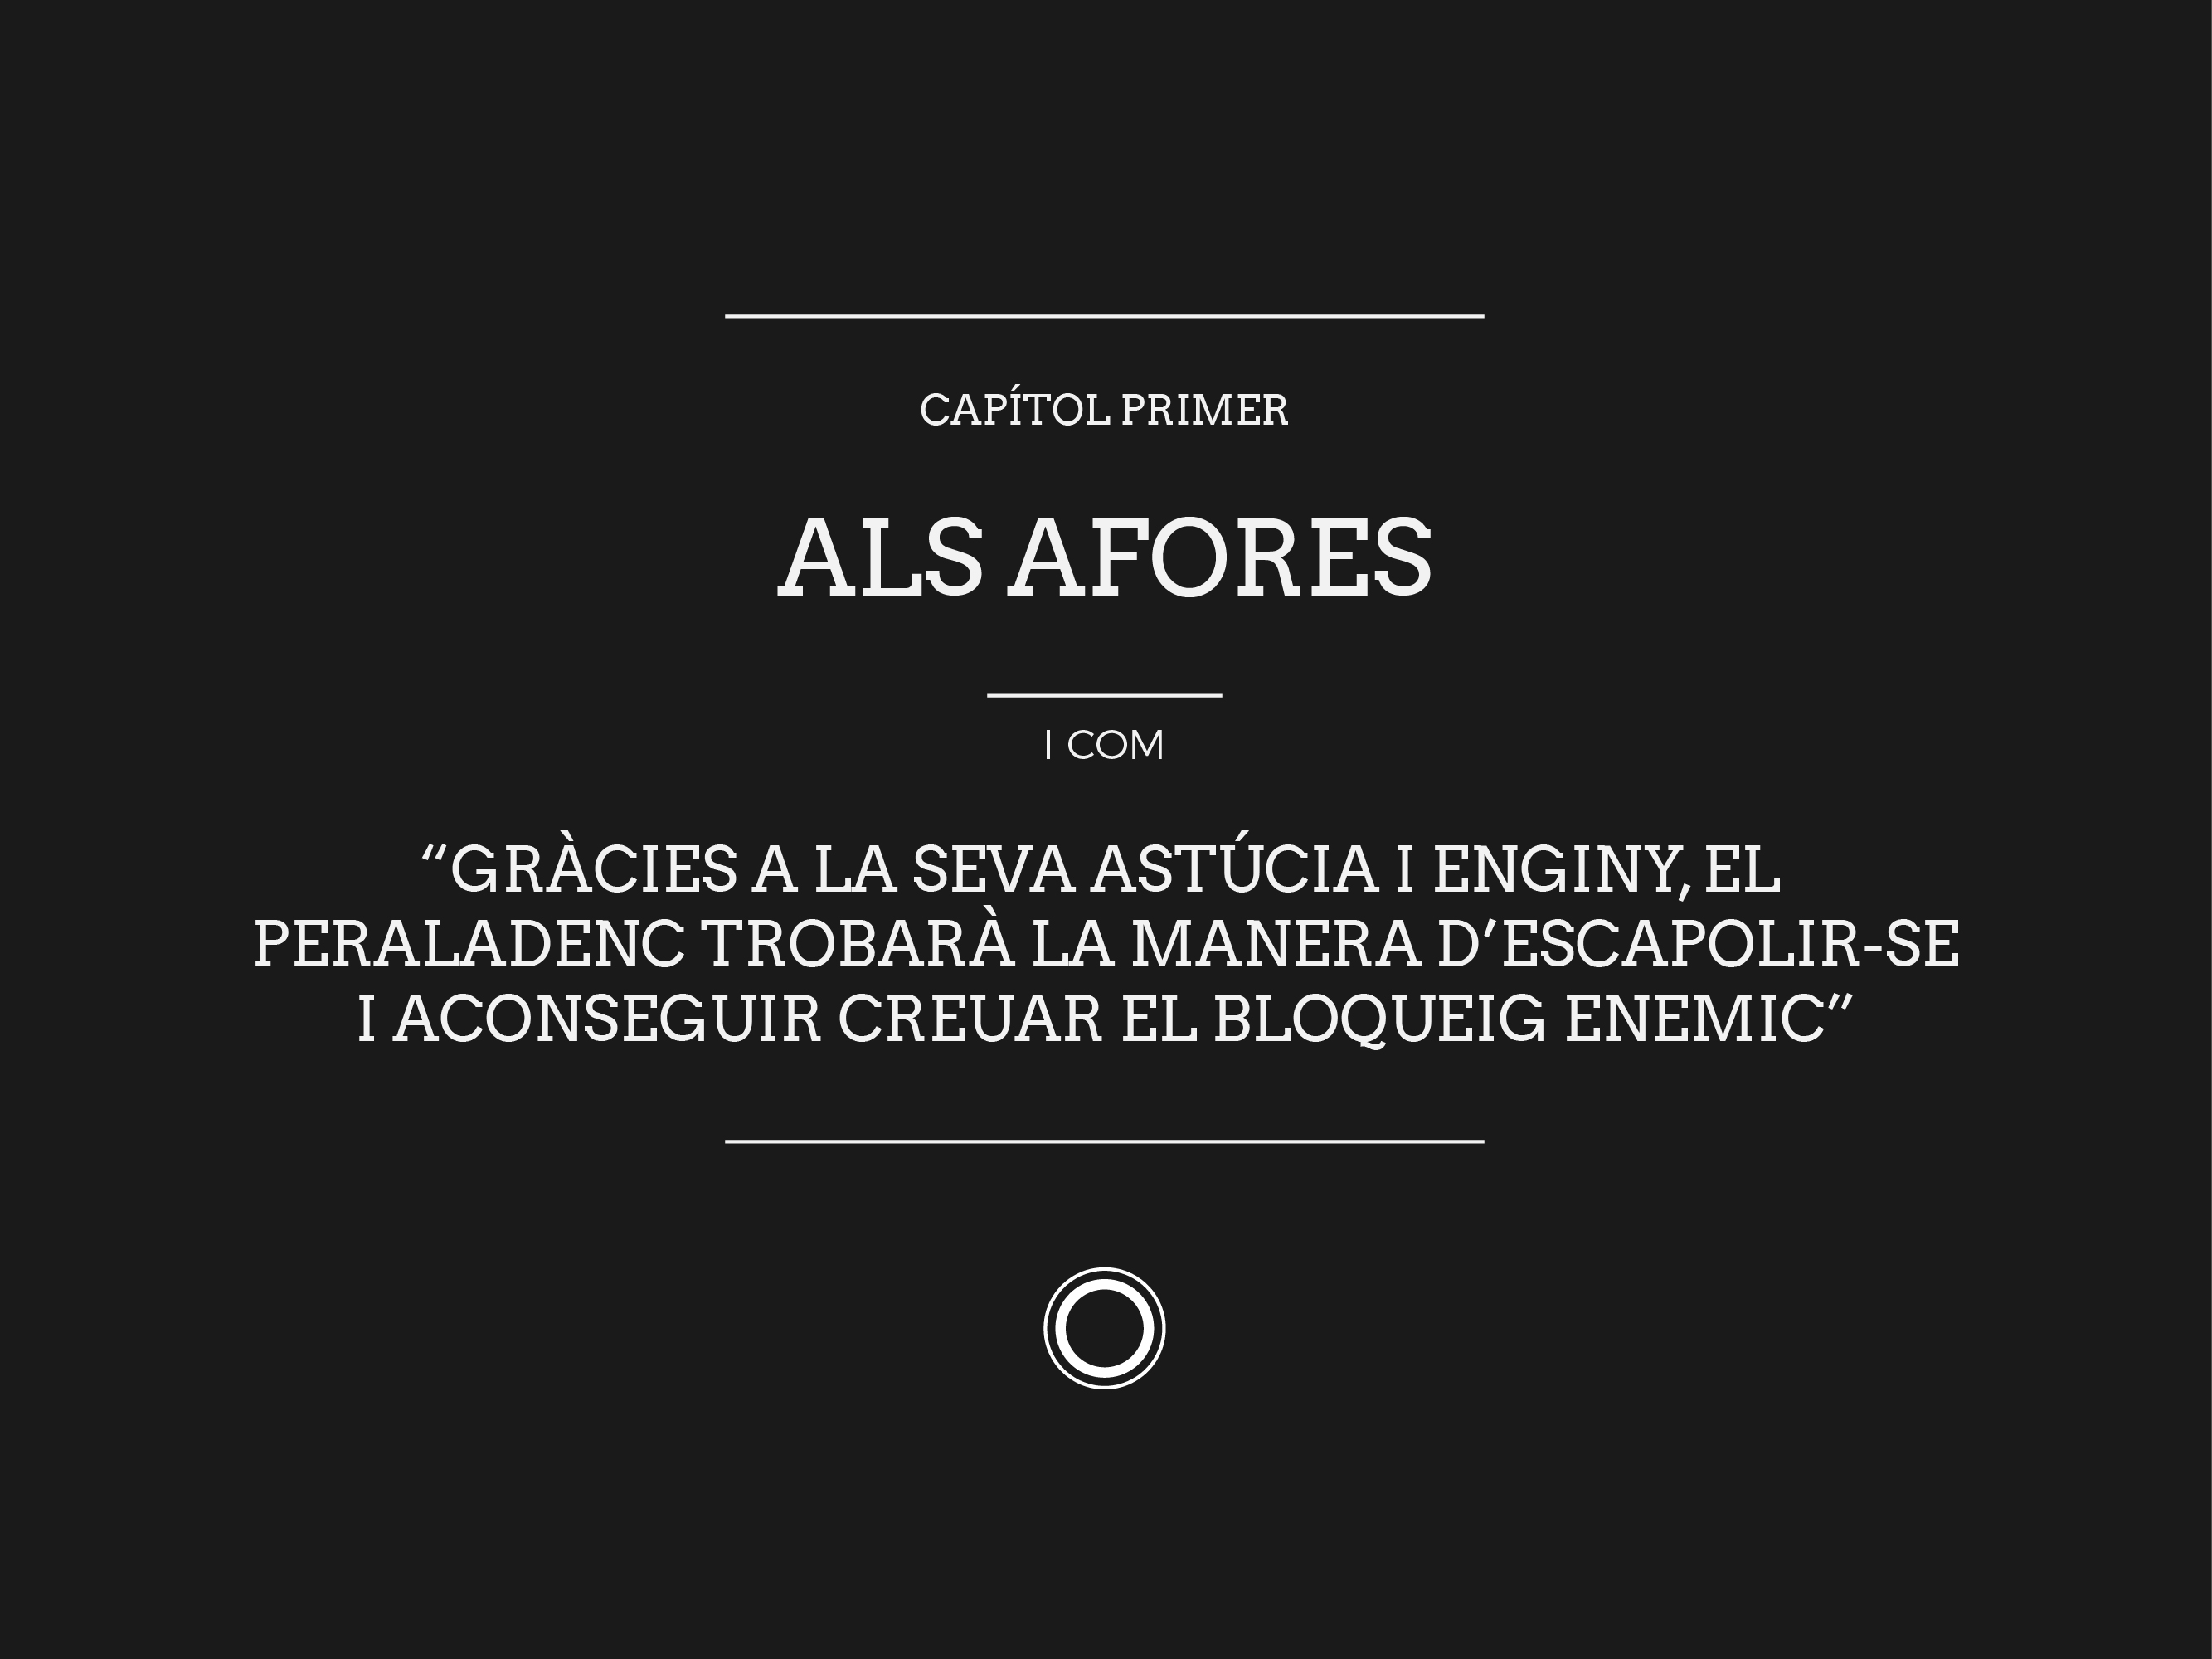 CAPÍTOL PRIMER
ALS AFORES
I COM
“GRÀCIES A LA SEVA ASTÚCIA I ENGINY, EL
PERALADENC TROBARÀ LA MANERA D’ESCAPOLIR-SE
I ACONSEGUIR CREUAR EL BLOQUEIG ENEMIC”